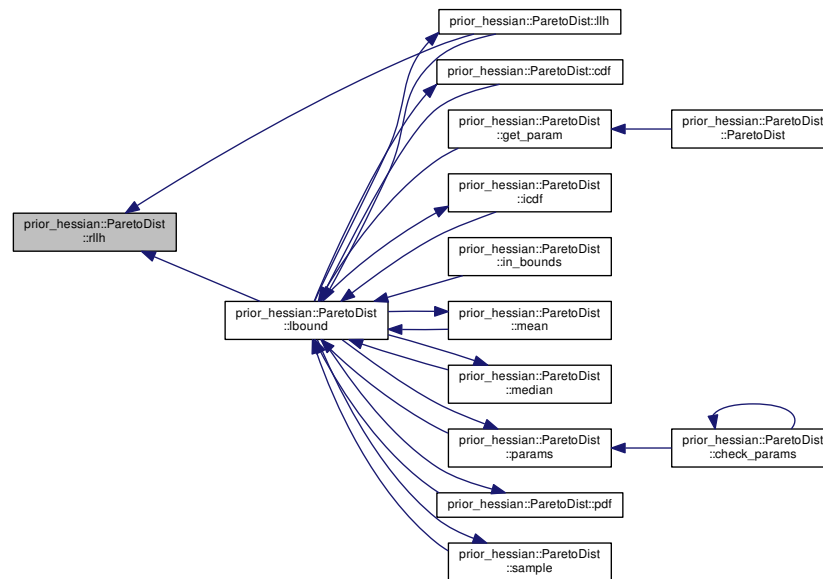 prior_hessian::ParetoDist::llh
prior_hessian::ParetoDist::cdf
prior_hessian::ParetoDist
::get_param
prior_hessian::ParetoDist
::ParetoDist
prior_hessian::ParetoDist
::icdf
prior_hessian::ParetoDist
::rllh
prior_hessian::ParetoDist
::in_bounds
prior_hessian::ParetoDist
::lbound
prior_hessian::ParetoDist
::mean
prior_hessian::ParetoDist
::median
prior_hessian::ParetoDist
::params
prior_hessian::ParetoDist
::check_params
prior_hessian::ParetoDist::pdf
prior_hessian::ParetoDist
::sample